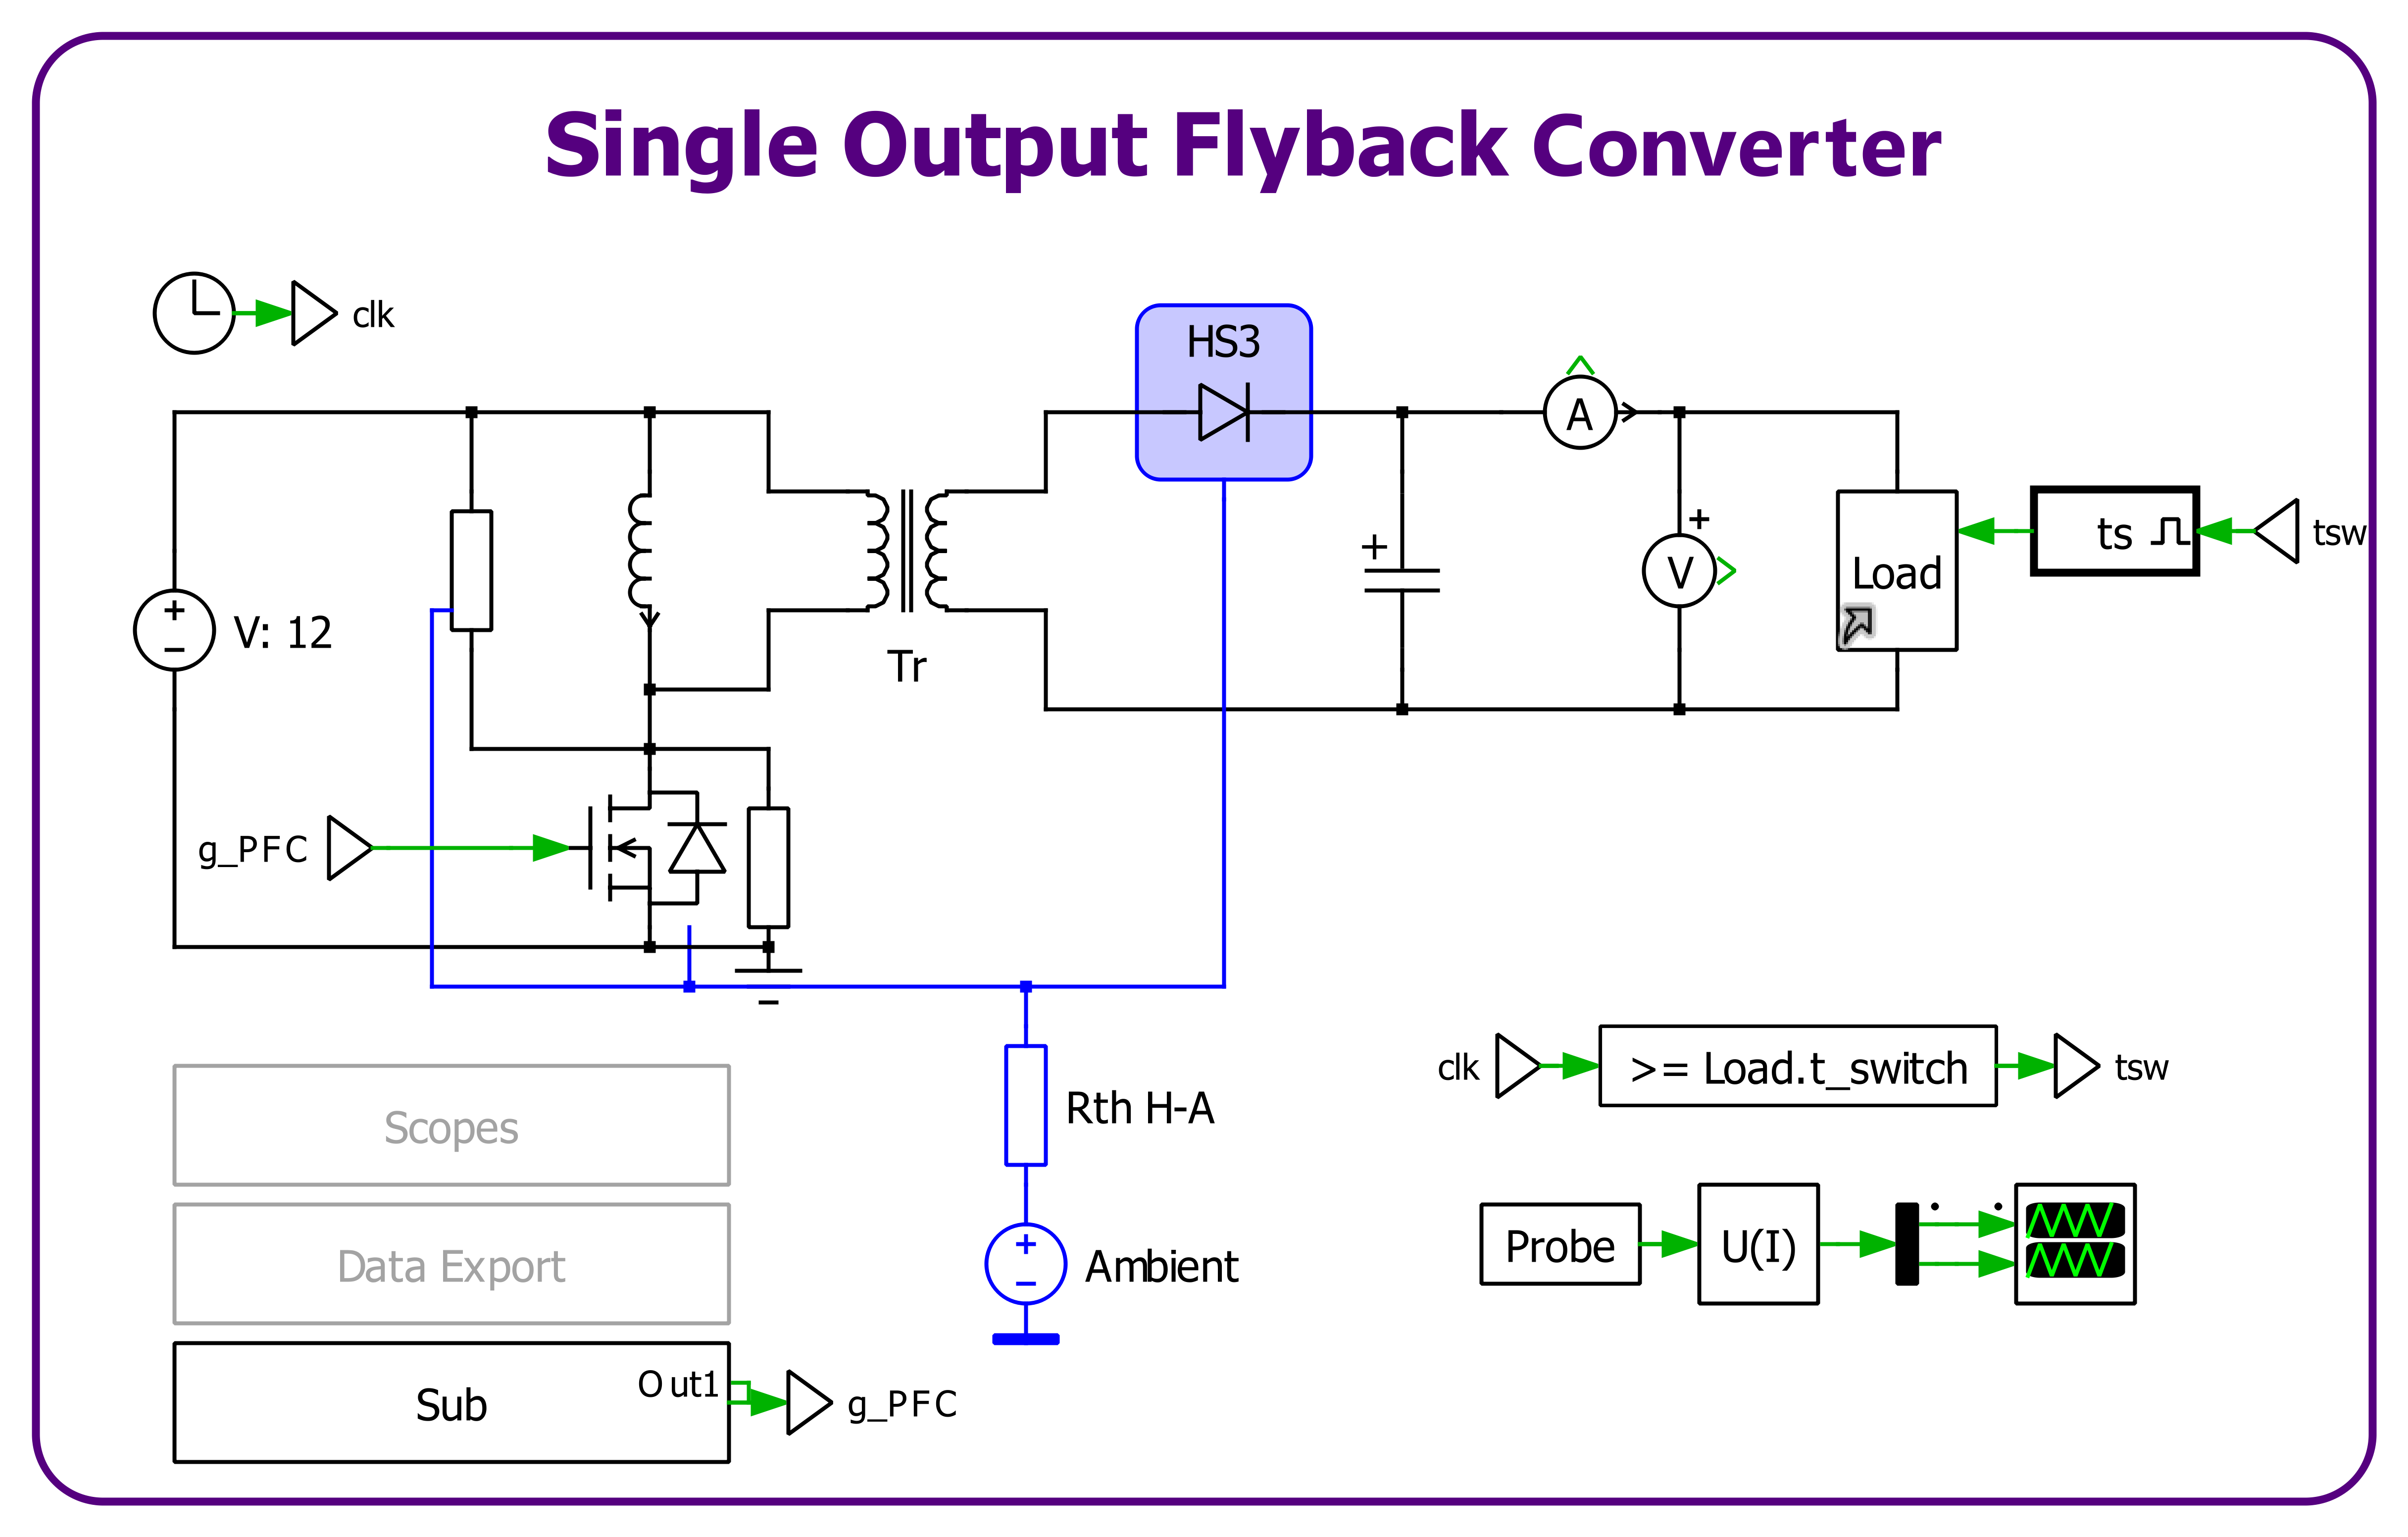 Single Output Flyback Converter
clk
HS3
A
V: 12
+
V
Load
ts
tsw
Tr
g_PFC
clk
>= Load.t_switch
tsw
Scopes
Rth H-A
Data Export
Ambient
Probe
U(I)
Sub
Out1
g_PFC